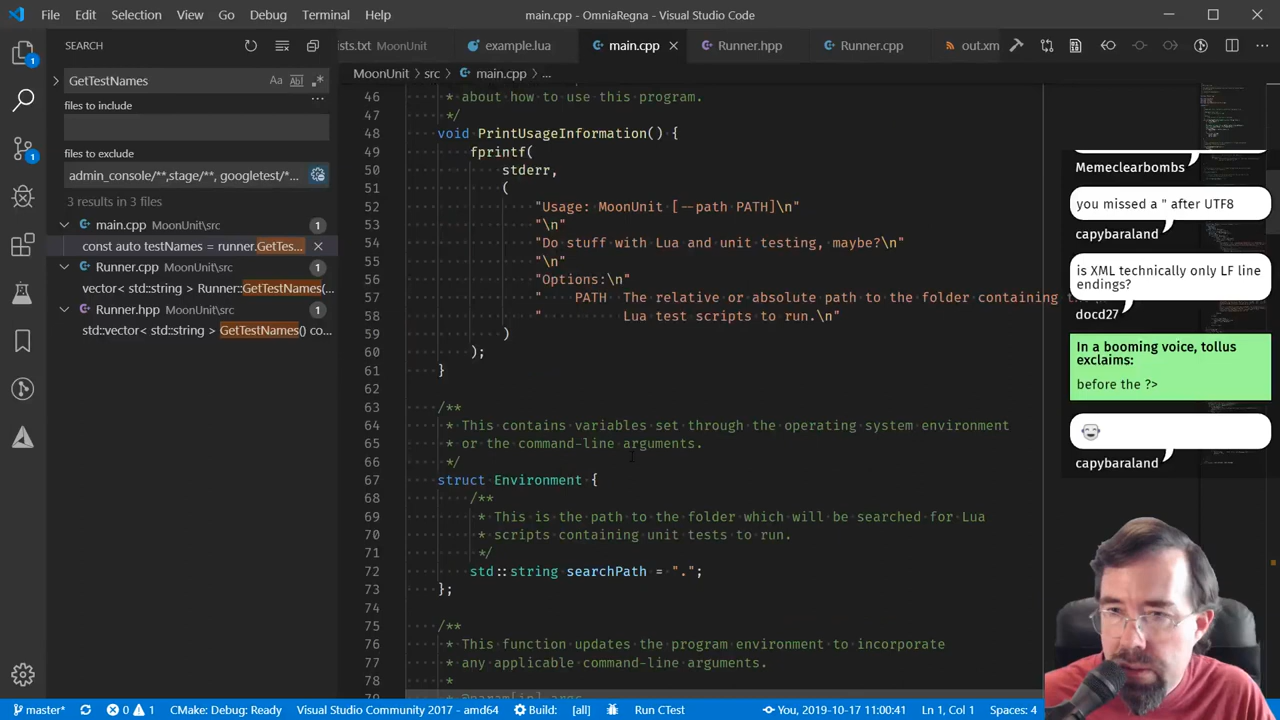 File Edit Selection View Go Debug Terminal Help
main.cpp - OmniaRegna - Visual Studio Code
SEARCH
ists.txt MoonUnit
example.lua
main.cpp
Runner.hpp
Runner.cpp
out.xm
MoonUnit > src > main.cpp > ...
GetTestNames
files to include
files to exclude
admin_console/**,stage/**, googletest/*...
3 results in 3 files
main.cpp MoonUnit\src 1
const auto testNames = runner.GetTes...
Runner.cpp MoonUnit\src 1
vector< std::string > Runner::GetTestNames(...
Runner.hpp MoonUnit\src 1
std::vector< std::string > GetTestNames() co...
46 * about how to use this program.
47 */
48 void PrintUsageInformation() {
49 fprintf(
50 stderr,
51 (
52 "Usage: MoonUnit [--path PATH]\n"
53 "\n"
54 "Do stuff with Lua and unit testing, maybe?\n"
55 "\n"
56 "Options:\n"
57 " PATH The relative or absolute path to the folder containing
58 " Lua test scripts to run.\n"
59 )
60 );
61 }
62
63 /**
64 * This contains variables set through the operating system environment
65 * or the command-line arguments.
66 */
67 struct Environment {
68 /**
69 * This is the path to the folder which will be searched for Lua
70 * scripts containing unit tests to run.
71 */
72 std::string searchPath = ".";
73 };
74
75 /**
76 * This function updates the program environment to incorporate
77 * any applicable command-line arguments.
78 *
79 * @param[in] args
Memeclearbombs
you missed a " after UTF8
capybaraland
is XML technically only LF line
endings?
docd27
In a booming voice, tollus
exclaims:
before the ?>
capybaraland
master* 0 1 CMake: Debug: Ready Visual Studio Community 2017 - amd64 Build: [all] Run CTest You, 2019-10-17 11:00:41 Ln 1, Col 1 Spaces: 4